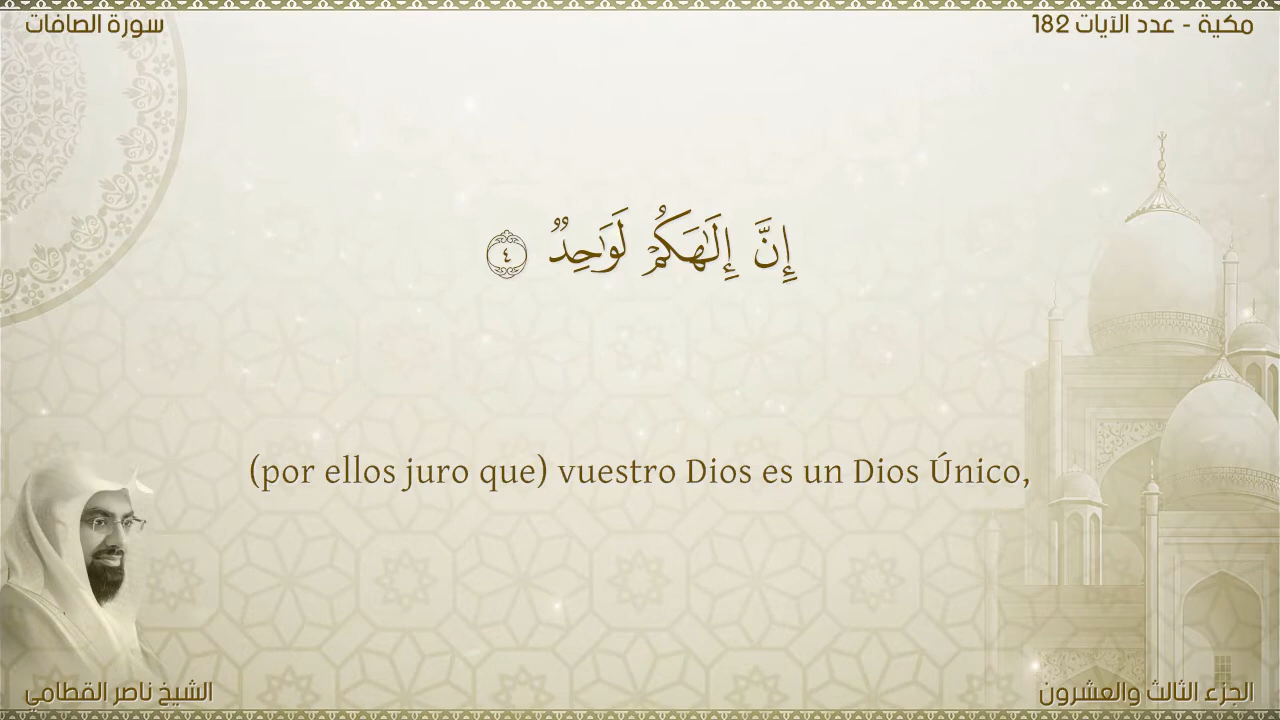 سورة الصافات
مكية - عدد الآيات 182
إِنَّ إِلَٰهَكُمْ لَوَٰحِدٌ ٤
(por ellos juro que) vuestro Dios es un Dios Único,
الشيخ ناصر القطامي
الجزء الثالث والعشرون